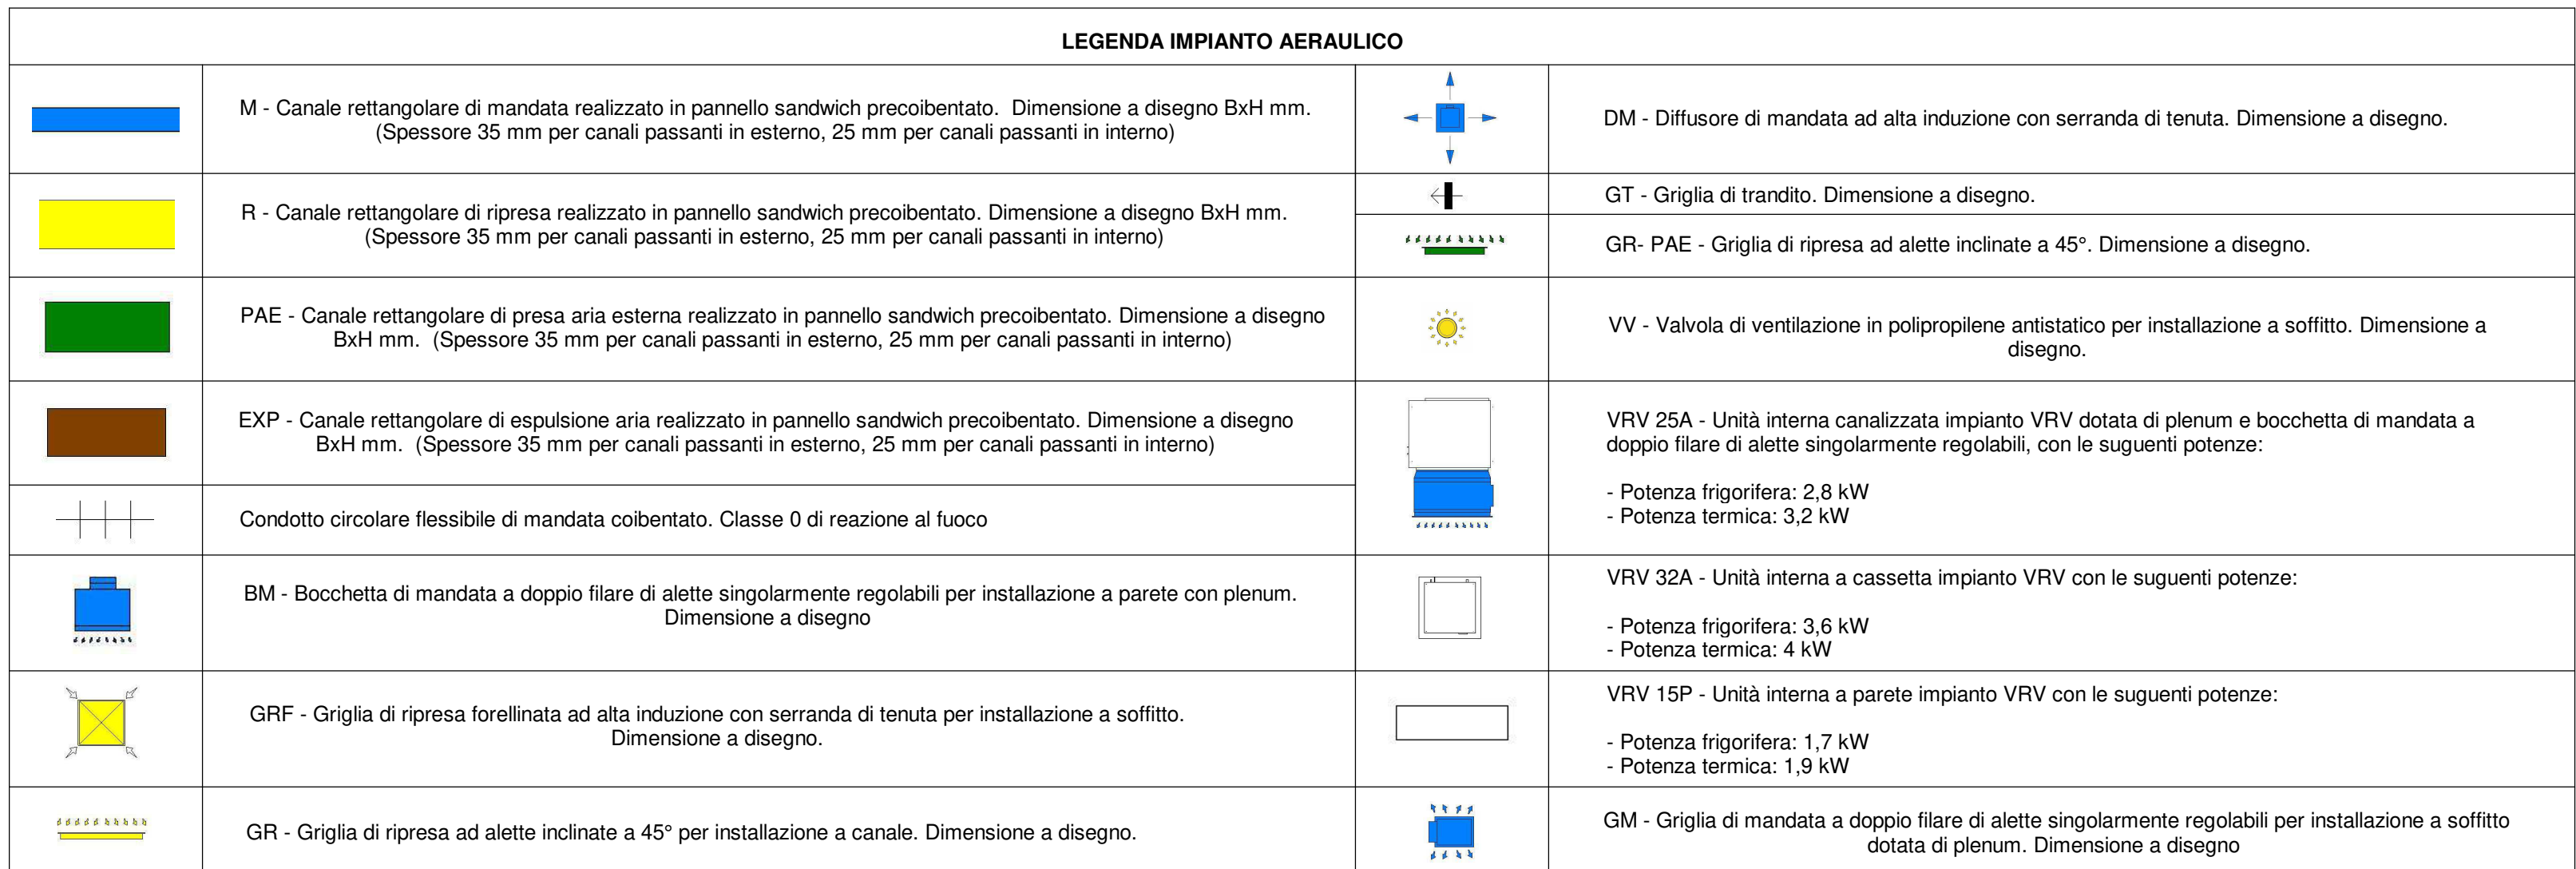 LEGENDA IMPIANTO AERAULICO
M - Canale rettangolare di mandata realizzato in pannello sandwich precoibentato.  Dimensione a disegno BxH mm.
(Spessore 35 mm per canali passanti in esterno, 25 mm per canali passanti in interno)
R - Canale rettangolare di ripresa realizzato in pannello sandwich precoibentato. Dimensione a disegno BxH mm.
(Spessore 35 mm per canali passanti in esterno, 25 mm per canali passanti in interno)
PAE - Canale rettangolare di presa aria esterna realizzato in pannello sandwich precoibentato. Dimensione a disegno
BxH mm.  (Spessore 35 mm per canali passanti in esterno, 25 mm per canali passanti in interno)
EXP - Canale rettangolare di espulsione aria realizzato in pannello sandwich precoibentato. Dimensione a disegno
BxH mm.  (Spessore 35 mm per canali passanti in esterno, 25 mm per canali passanti in interno)
Condotto circolare flessibile di mandata coibentato. Classe 0 di reazione al fuoco
BM - Bocchetta di mandata a doppio filare di alette singolarmente regolabili per installazione a parete con plenum.
Dimensione a disegno
GRF - Griglia di ripresa forellinata ad alta induzione con serranda di tenuta per installazione a soffitto.
Dimensione a disegno.
GR - Griglia di ripresa ad alette inclinate a 45° per installazione a canale. Dimensione a disegno.
DM - Diffusore di mandata ad alta induzione con serranda di tenuta. Dimensione a disegno.
GT - Griglia di trandito. Dimensione a disegno.
GR- PAE - Griglia di ripresa ad alette inclinate a 45°. Dimensione a disegno.
VV - Valvola di ventilazione in polipropilene antistatico per installazione a soffitto. Dimensione a
disegno.
VRV 25A - Unità interna canalizzata impianto VRV dotata di plenum e bocchetta di mandata a
doppio filare di alette singolarmente regolabili, con le suguenti potenze:
- Potenza frigorifera: 2,8 kW
- Potenza termica: 3,2 kW
VRV 32A - Unità interna a cassetta impianto VRV con le suguenti potenze:
- Potenza frigorifera: 3,6 kW
- Potenza termica: 4 kW
VRV 15P - Unità interna a parete impianto VRV con le suguenti potenze:
- Potenza frigorifera: 1,7 kW
- Potenza termica: 1,9 kW
GM - Griglia di mandata a doppio filare di alette singolarmente regolabili per installazione a soffitto
dotata di plenum. Dimensione a disegno